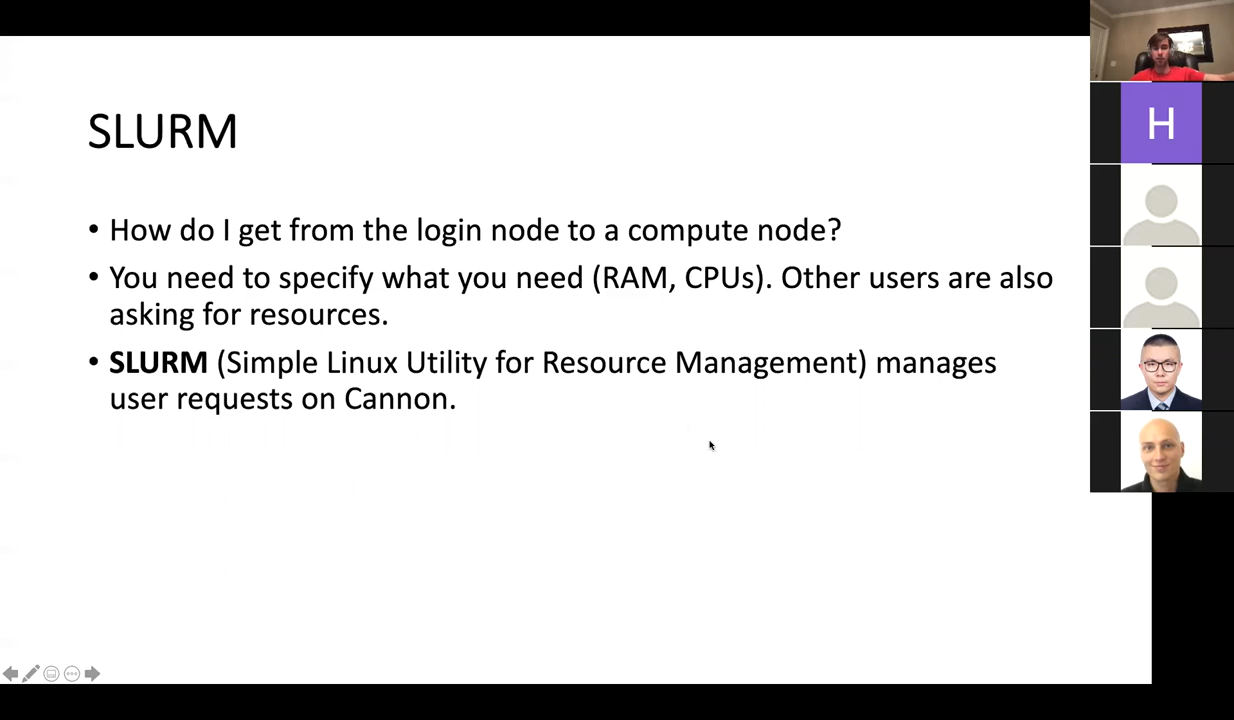 SLURM
• How do I get from the login node to a compute node?
• You need to specify what you need (RAM, CPUs). Other users are also
asking for resources.
• SLURM (Simple Linux Utility for Resource Management) manages
user requests on Cannon.
H